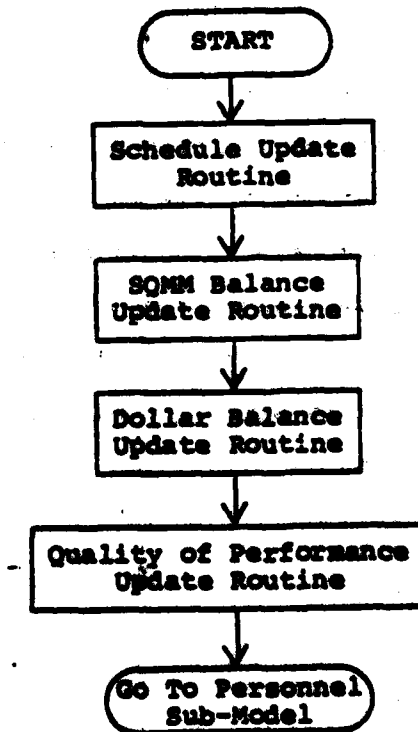 START
Schedule Update
Routine
SQMM Balance
Update Routine
Dollar Balance
Update Routine
Quality of Performance
Update Routine
Go To Personnel
Sub-Model